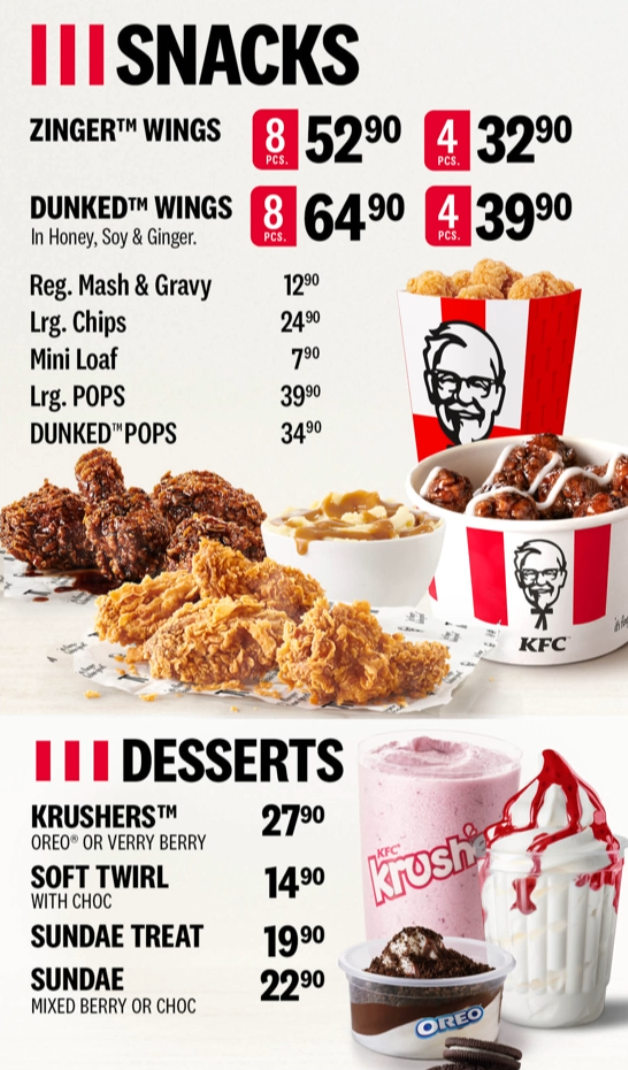 SNACKS
ZINGER™ WINGS 8 PCS. 52⁹⁰ 4 PCS. 32⁹⁰
DUNKED™ WINGS 8 PCS. 64⁹⁰ 4 PCS. 39⁹⁰
In Honey, Soy & Ginger.
Reg. Mash & Gravy 12⁹⁰
Lrg. Chips 24⁹⁰
Mini Loaf 7⁹⁰
Lrg. POPS 39⁹⁰
DUNKED™ POPS 34⁹⁰
KFC
DESSERTS
KRUSHERS™ 27⁹⁰
OREO® OR VERRY BERRY
SOFT TWIRL 14⁹⁰
WITH CHOC
SUNDAE TREAT 19⁹⁰
SUNDAE 22⁹⁰
MIXED BERRY OR CHOC
KFC
OREO